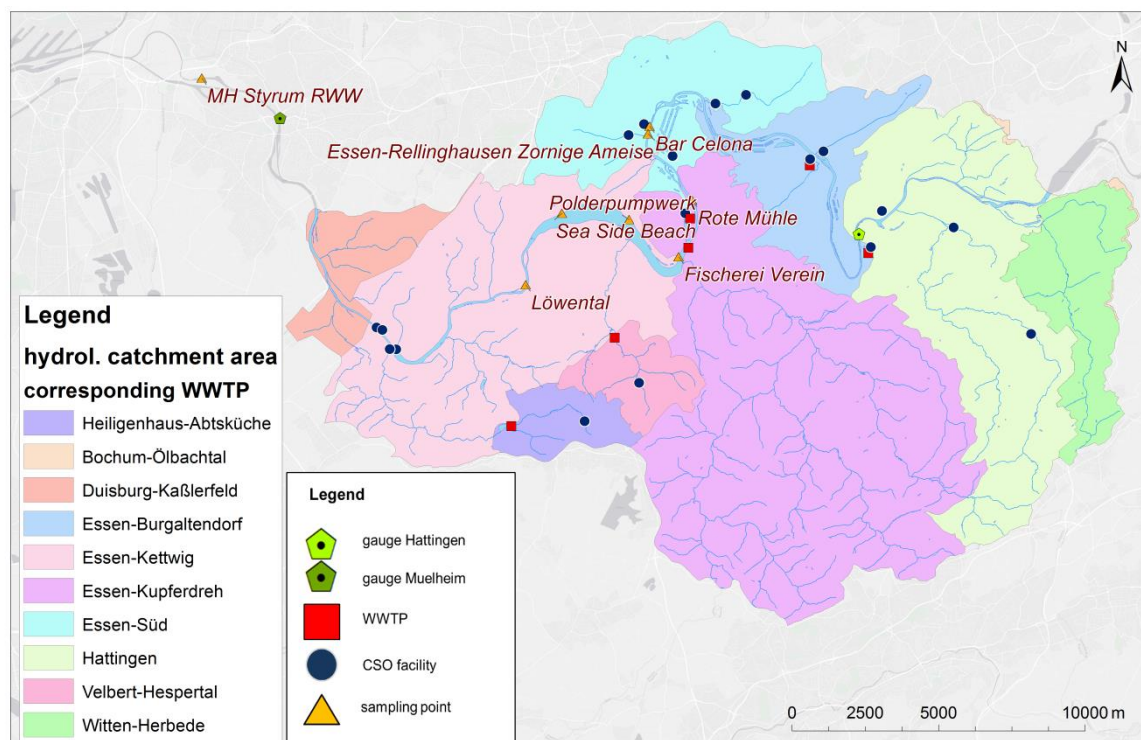 N
MH Styrum RWW
Essen-Rellinghausen Zornige Ameise
Bar Celona
Polderpumpwerk
Rote Mühle
Sea Side Beach
Fischerei Verein
Löwental
Legend
hydrol. catchment area
corresponding WWTP
Heiligenhaus-Abtsküche
Bochum-Ölbachtal
Duisburg-Kaßlerfeld
Essen-Burgaltendorf
Essen-Kettwig
Essen-Kupferdreh
Essen-Süd
Hattingen
Velbert-Hespertal
Witten-Herbede
Legend
gauge Hattingen
gauge Muelheim
WWTP
CSO facility
sampling point
0 2500 5000 10000 m